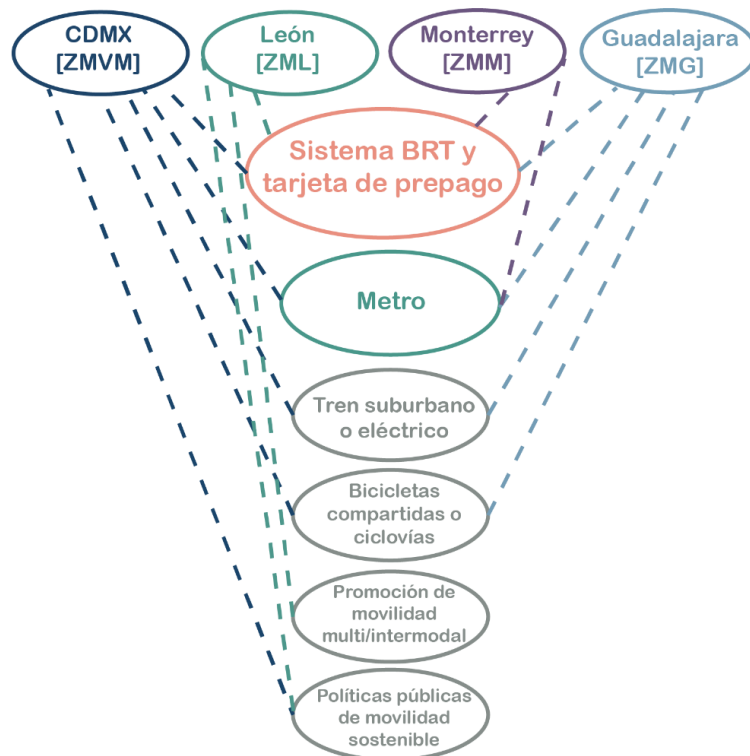 CDMX
[ZMVM]
León
[ZML]
Monterrey
[ZMM]
Guadalajara
[ZMG]
Sistema BRT y
tarjeta de prepago
Metro
Tren suburbano
o eléctrico
Bicicletas
compartidas o
ciclovías
Promoción de
movilidad
multi/intermodal
Políticas públicas
de movilidad
sostenible